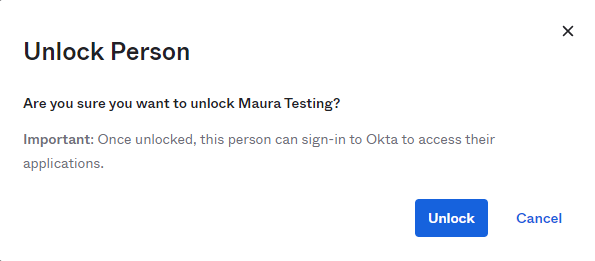 Unlock Person
Are you sure you want to unlock Maura Testing?
Important: Once unlocked, this person can sign-in to Okta to access their
applications.
Unlock
Cancel